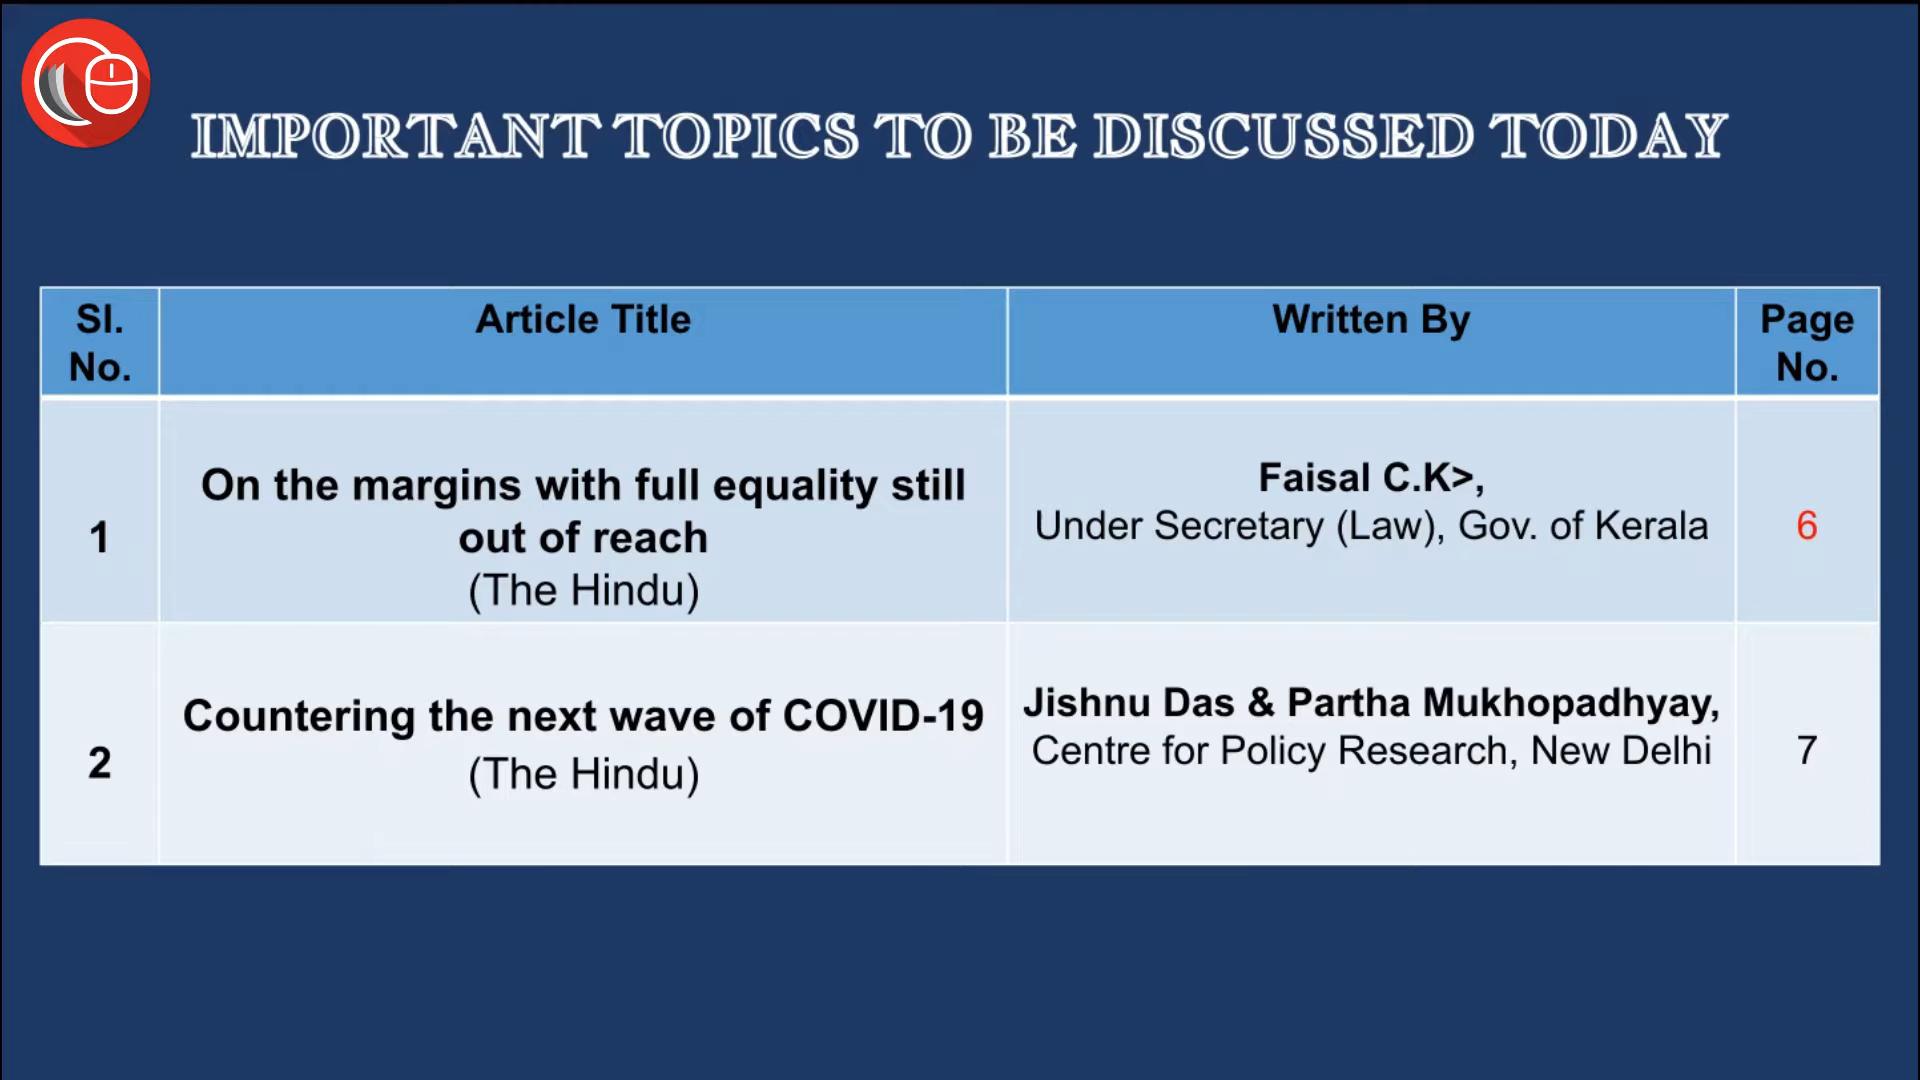 IMPORTANT TOPICS TO BE DISCUSSED TODAY
Sl. No.
Article Title
Written By
Page No.
1
On the margins with full equality still
out of reach
(The Hindu)
Faisal C.K>,
Under Secretary (Law), Gov. of Kerala
6
2
Countering the next wave of COVID-19
(The Hindu)
Jishnu Das & Partha Mukhopadhyay,
Centre for Policy Research, New Delhi
7